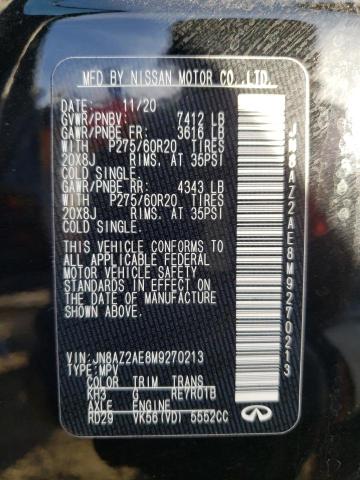 MFD BY NISSAN MOTOR CO.,LTD.
DATE: 11/20
GVWR/PNBV: 7412 LB
GAWR/PNBE FR: 3616 LB
WITH P275/60R20 TIRES
20X8J RIMS, AT 35PSI
COLD SINGLE.
GAWR/PNBE RR: 4343 LB
WITH P275/60R20 TIRES
20X8J RIMS, AT 35PSI
COLD SINGLE.
THIS VEHICLE CONFORMS TO
ALL APPLICABLE FEDERAL
MOTOR VEHICLE SAFETY
STANDARDS IN EFFECT ON
THE DATE OF MANUFACTURE
SHOWN ABOVE.
VIN: JN8AZ2AE8M9270213
TYPE: MPV
COLOR TRIM TRANS
KH3 G RE7R01B
AXLE ENGINE
RD29 VK56(VD) 5552CC
INFINITI
JN8AZ2AE8M9270213